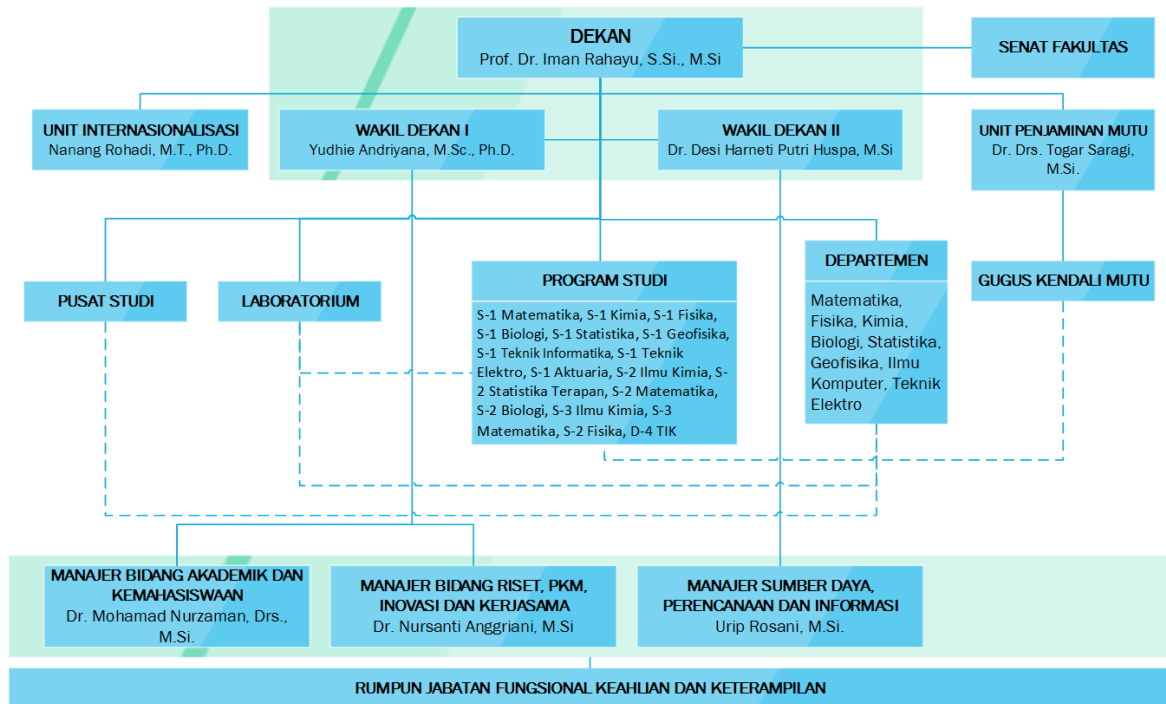 DEKAN
Prof. Dr. Iman Rahayu, S.Si., M.Si
SENAT FAKULTAS
UNIT INTERNASIONALISASI
Nanang Rohadi, M.T., Ph.D.
WAKIL DEKAN I
Yudhie Andriyana, M.Sc., Ph.D.
WAKIL DEKAN II
Dr. Desi Harneti Putri Huspa, M.Si
UNIT PENJAMINAN MUTU
Dr. Drs. Togar Saragi,
M.Si.
PUSAT STUDI
LABORATORIUM
PROGRAM STUDI
S-1 Matematika, S-1 Kimia, S-1 Fisika,
S-1 Biologi, S-1 Statistika, S-1 Geofisika,
S-1 Teknik Informatika, S-1 Teknik
Elektro, S-1 Aktuaria, S-2 Ilmu Kimia, S-
2 Statistika Terapan, S-2 Matematika,
S-2 Biologi, S-3 Ilmu Kimia, S-3
Matematika, S-2 Fisika, D-4 TIK
DEPARTEMEN
Matematika,
Fisika, Kimia,
Biologi, Statistika,
Geofisika, Ilmu
Komputer, Teknik
Elektro
GUGUS KENDALI MUTU
MANAJER BIDANG AKADEMIK DAN
KEMAHASISWAAN
Dr. Mohamad Nurzaman, Drs.,
M.Si.
MANAJER BIDANG RISET, PKM,
INOVASI DAN KERJASAMA
Dr. Nursanti Anggriani, M.Si
MANAJER SUMBER DAYA,
PERENCANAAN DAN INFORMASI
Urip Rosani, M.Si.
RUMPUN JABATAN FUNGSIONAL KEAHLIAN DAN KETERAMPILAN